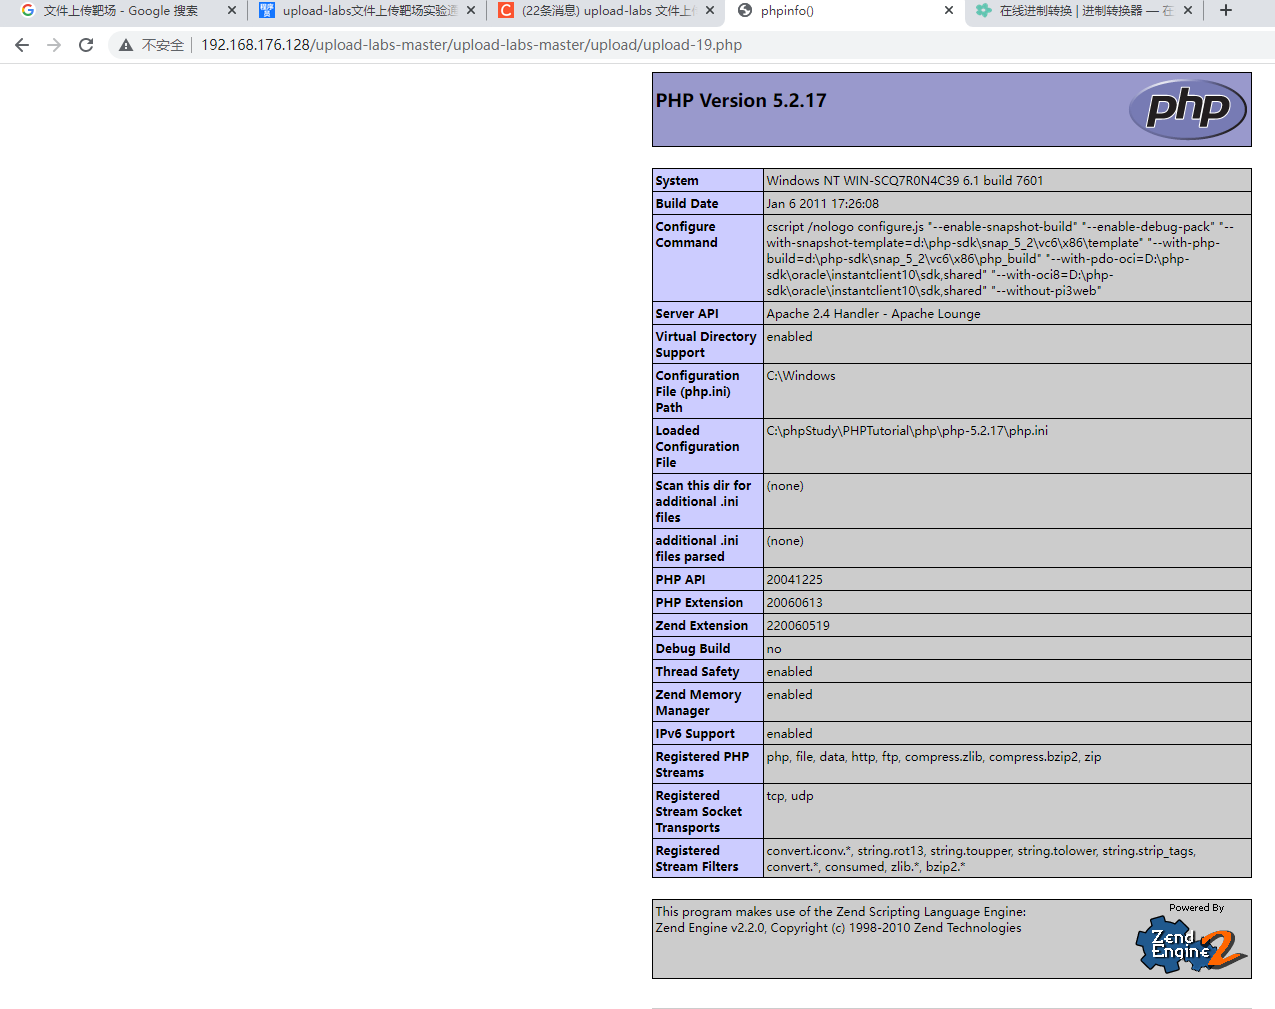 文件上传靶场 - Google 搜索
程序员
upload-labs文件上传靶场实验通
C
(22条消息) upload-labs 文件上传
phpinfo()
在线进制转换 | 进制转换器 — 在
不安全
192.168.176.128/upload-labs-master/upload-labs-master/upload/upload-19.php
PHP Version 5.2.17
php
System Windows NT WIN-SCQ7R0N4C39 6.1 build 7601
Build Date Jan 6 2011 17:26:08
Configure cscript /nologo configure.js "--enable-snapshot-build" "--enable-debug-pack" "--
Command with-snapshot-template=d:\php-sdk\snap_5_2\vc6\x86\template" "--with-php-
build=d:\php-sdk\snap_5_2\vc6\x86\php_build" "--with-pdo-oci=D:\php-
sdk\oracle\instantclient10\sdk,shared" "--with-oci8=D:\php-
sdk\oracle\instantclient10\sdk,shared" "--without-pi3web"
Server API Apache 2.4 Handler - Apache Lounge
Virtual Directory enabled
Support
Configuration C:\Windows
File (php.ini)
Path
Loaded C:\phpStudy\PHPTutorial\php\php-5.2.17\php.ini
Configuration
File
Scan this dir for (none)
additional .ini
files
additional .ini (none)
files parsed
PHP API 20041225
PHP Extension 20060613
Zend Extension 220060519
Debug Build no
Thread Safety enabled
Zend Memory enabled
Manager
IPv6 Support enabled
Registered PHP php, file, data, http, ftp, compress.zlib, compress.bzip2, zip
Streams
Registered tcp, udp
Stream Socket
Transports
Registered convert.iconv.*, string.rot13, string.toupper, string.tolower, string.strip_tags,
Stream Filters convert.*, consumed, zlib.*, bzip2.*
This program makes use of the Zend Scripting Language Engine:
Zend Engine v2.2.0, Copyright (c) 1998-2010 Zend Technologies
Powered By
Zend
Engine 2